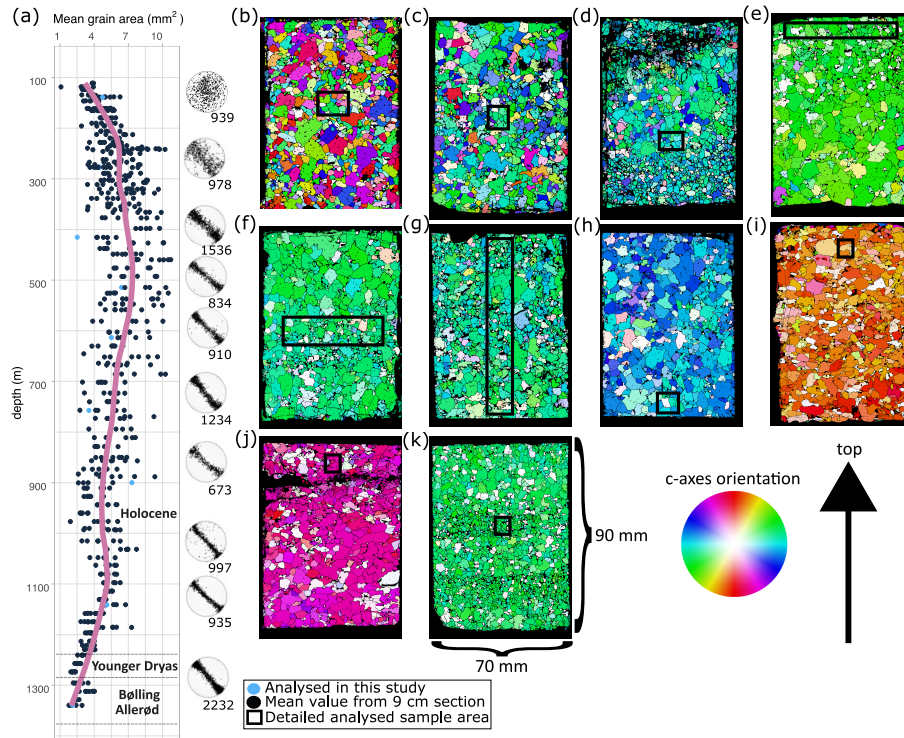 (a)
Mean grain area (mm²)
1 4 7 10
depth (m)
100
300
500
700
900
1100
1300
Holocene
Younger Dryas
Bølling
Allerød
939
978
1536
834
910
1234
673
997
935
2232
(b)
(c)
(d)
(e)
(f)
(g)
(h)
(i)
(j)
(k)
90 mm
70 mm
c-axes orientation
top
Analysed in this study
Mean value from 9 cm section
Detailed analysed sample area